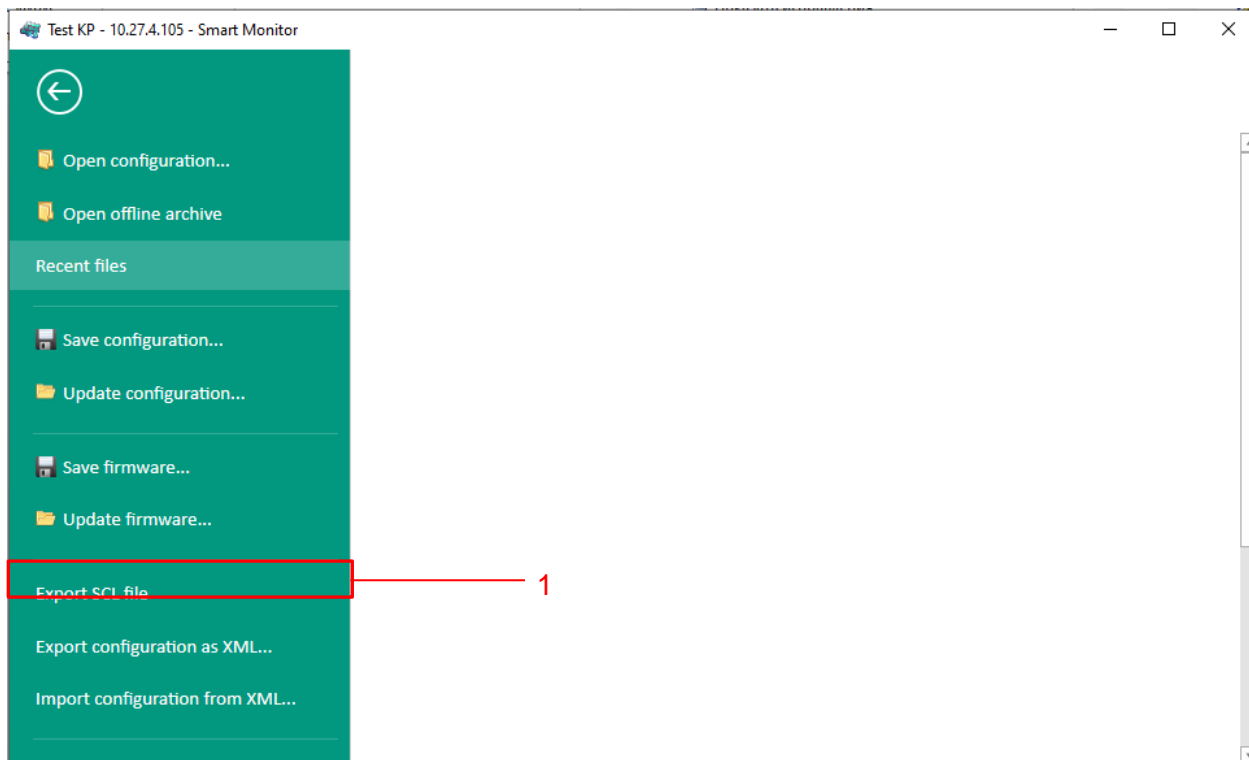 Test KP - 10.27.4.105 - Smart Monitor
Open configuration...
Open offline archive
Recent files
Save configuration...
Update configuration...
Save firmware...
Update firmware...
Export SCL file
1
Export configuration as XML...
Import configuration from XML...